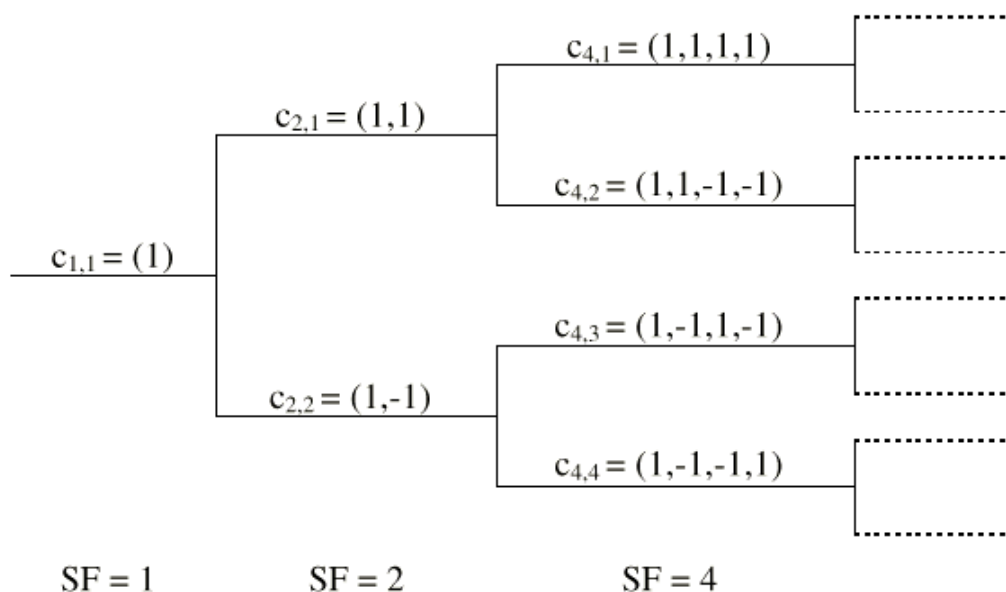 c4,1 = (1,1,1,1)
c2,1 = (1,1)
c4,2 = (1,1,-1,-1)
c1,1 = (1)
c4,3 = (1,-1,1,-1)
c2,2 = (1,-1)
c4,4 = (1,-1,-1,1)
SF = 1 SF = 2 SF = 4